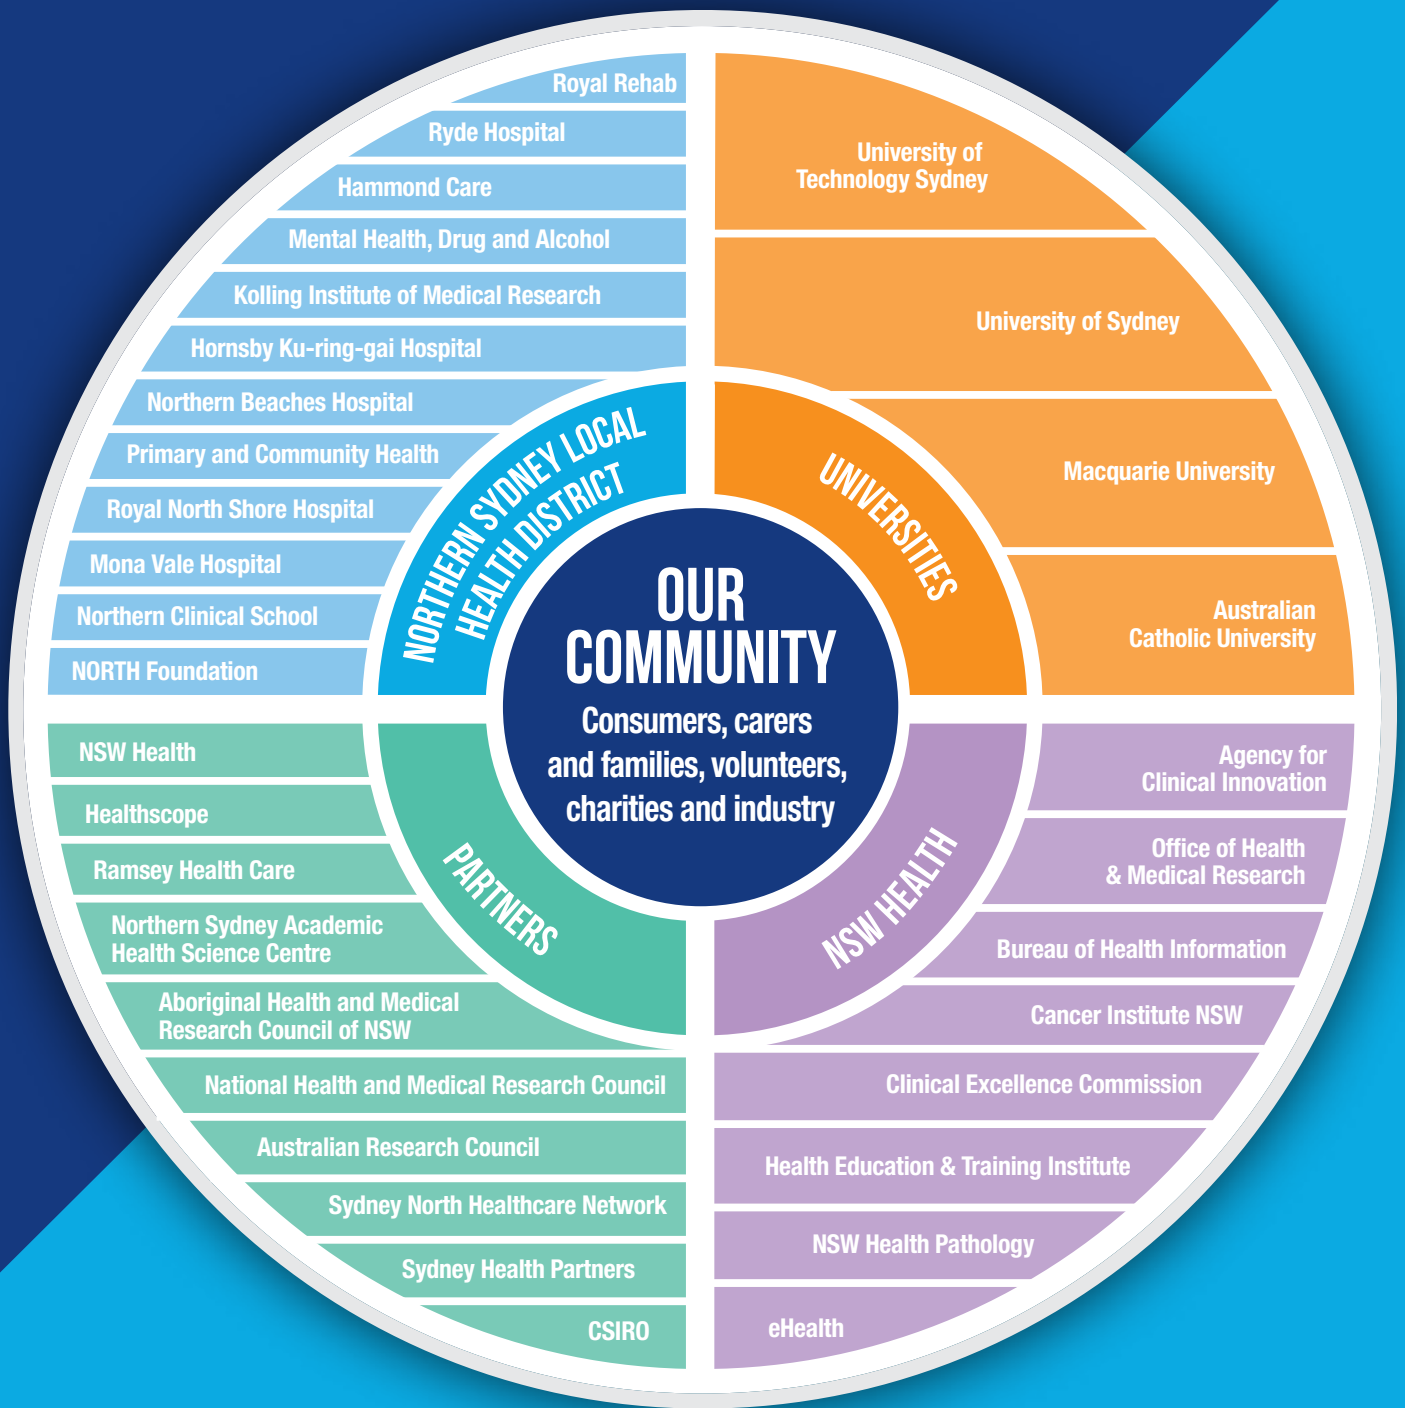 Royal Rehab
Ryde Hospital
Hammond Care
Mental Health, Drug and Alcohol
Kolling Institute of Medical Research
Hornsby Ku-ring-gai Hospital
Northern Beaches Hospital
Primary and Community Health
Royal North Shore Hospital
Mona Vale Hospital
Northern Clinical School
NORTH Foundation
NORTHERN SYDNEY LOCAL
HEALTH DISTRICT
University of
Technology Sydney
University of Sydney
Macquarie University
Australian
Catholic University
UNIVERSITIES
OUR
COMMUNITY
Consumers, carers
and families, volunteers,
charities and industry
NSW Health
Healthscope
Ramsey Health Care
Northern Sydney Academic
Health Science Centre
Aboriginal Health and Medical
Research Council of NSW
National Health and Medical Research Council
Australian Research Council
Sydney North Healthcare Network
Sydney Health Partners
CSIRO
PARTNERS
NSW HEALTH
Agency for
Clinical Innovation
Office of Health
& Medical Research
Bureau of Health Information
Cancer Institute NSW
Clinical Excellence Commission
Health Education & Training Institute
NSW Health Pathology
eHealth